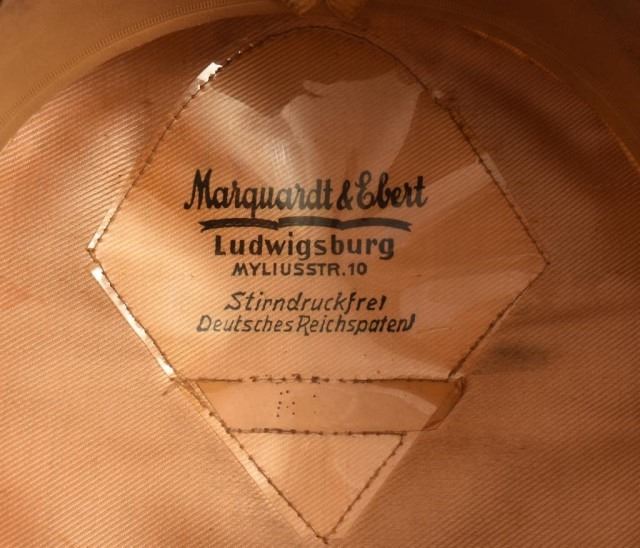 Marquardt & Ebert
Ludwigsburg
MYLIUSSTR. 10
Stirndruckfrei
Deutsches Reichspatent